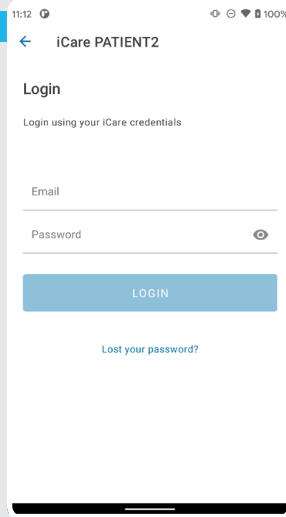 11:12 100%
iCare PATIENT2
Login
Login using your iCare credentials
Email
Password
LOGIN
Lost your password?